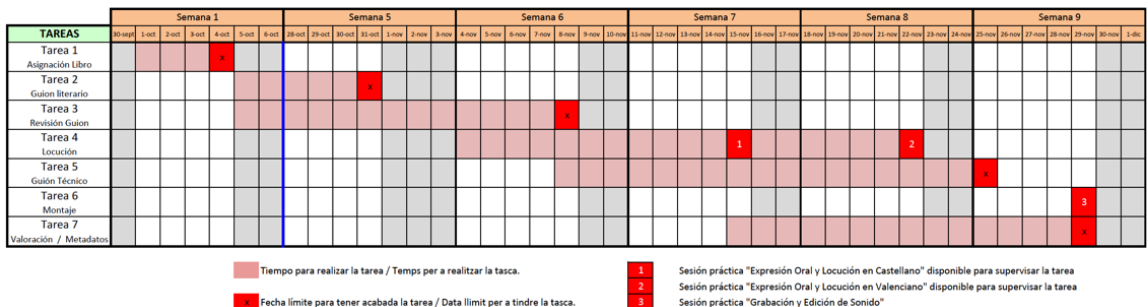 Semana 1 Semana 5 Semana 6 Semana 7 Semana 8 Semana 9
TAREAS 30-sept 1-oct 2-oct 3-oct 4-oct 5-oct 6-oct 28-oct 29-oct 30-oct 31-oct 1-nov 2-nov 3-nov 4-nov 5-nov 6-nov 7-nov 8-nov 9-nov 10-nov 11-nov 12-nov 13-nov 14-nov 15-nov 16-nov 17-nov 18-nov 19-nov 20-nov 21-nov 22-nov 23-nov 24-nov 25-nov 26-nov 27-nov 28-nov 29-nov 30-nov 1-dic
Tarea 1
Asignación Libro
x
Tarea 2
Guion literario
x
Tarea 3
Revisión Guion
x
Tarea 4
Locución
1 2
Tarea 5
Guión Técnico
x
Tarea 6
Montaje
3
Tarea 7
Valoración / Metadatos
x
Tiempo para realizar la tarea / Temps per a realitzar la tasca.
x Fecha límite para tener acabada la tarea / Data llimit per a tindre la tasca.
1 Sesión práctica "Expresión Oral y Locución en Castellano" disponible para supervisar la tarea
2 Sesión práctica "Expresión Oral y Locución en Valenciano" disponible para supervisar la tarea
3 Sesión práctica "Grabación y Edición de Sonido"